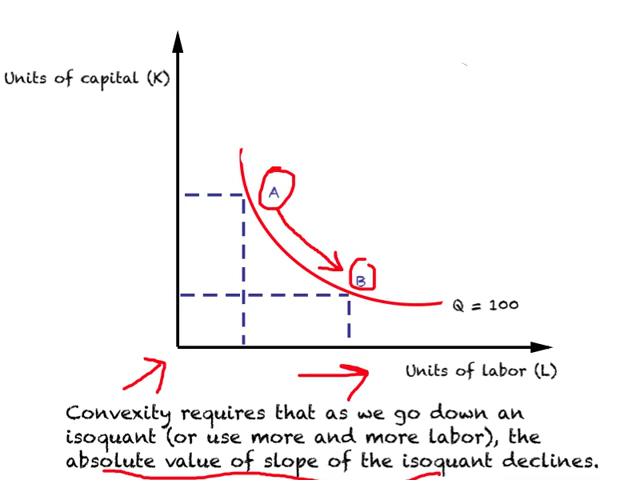 Units of capital (K)
A
B
Q = 100
Units of labor (L)
Convexity requires that as we go down an
isoquant (or use more and more labor), the
absolute value of slope of the isoquant declines.